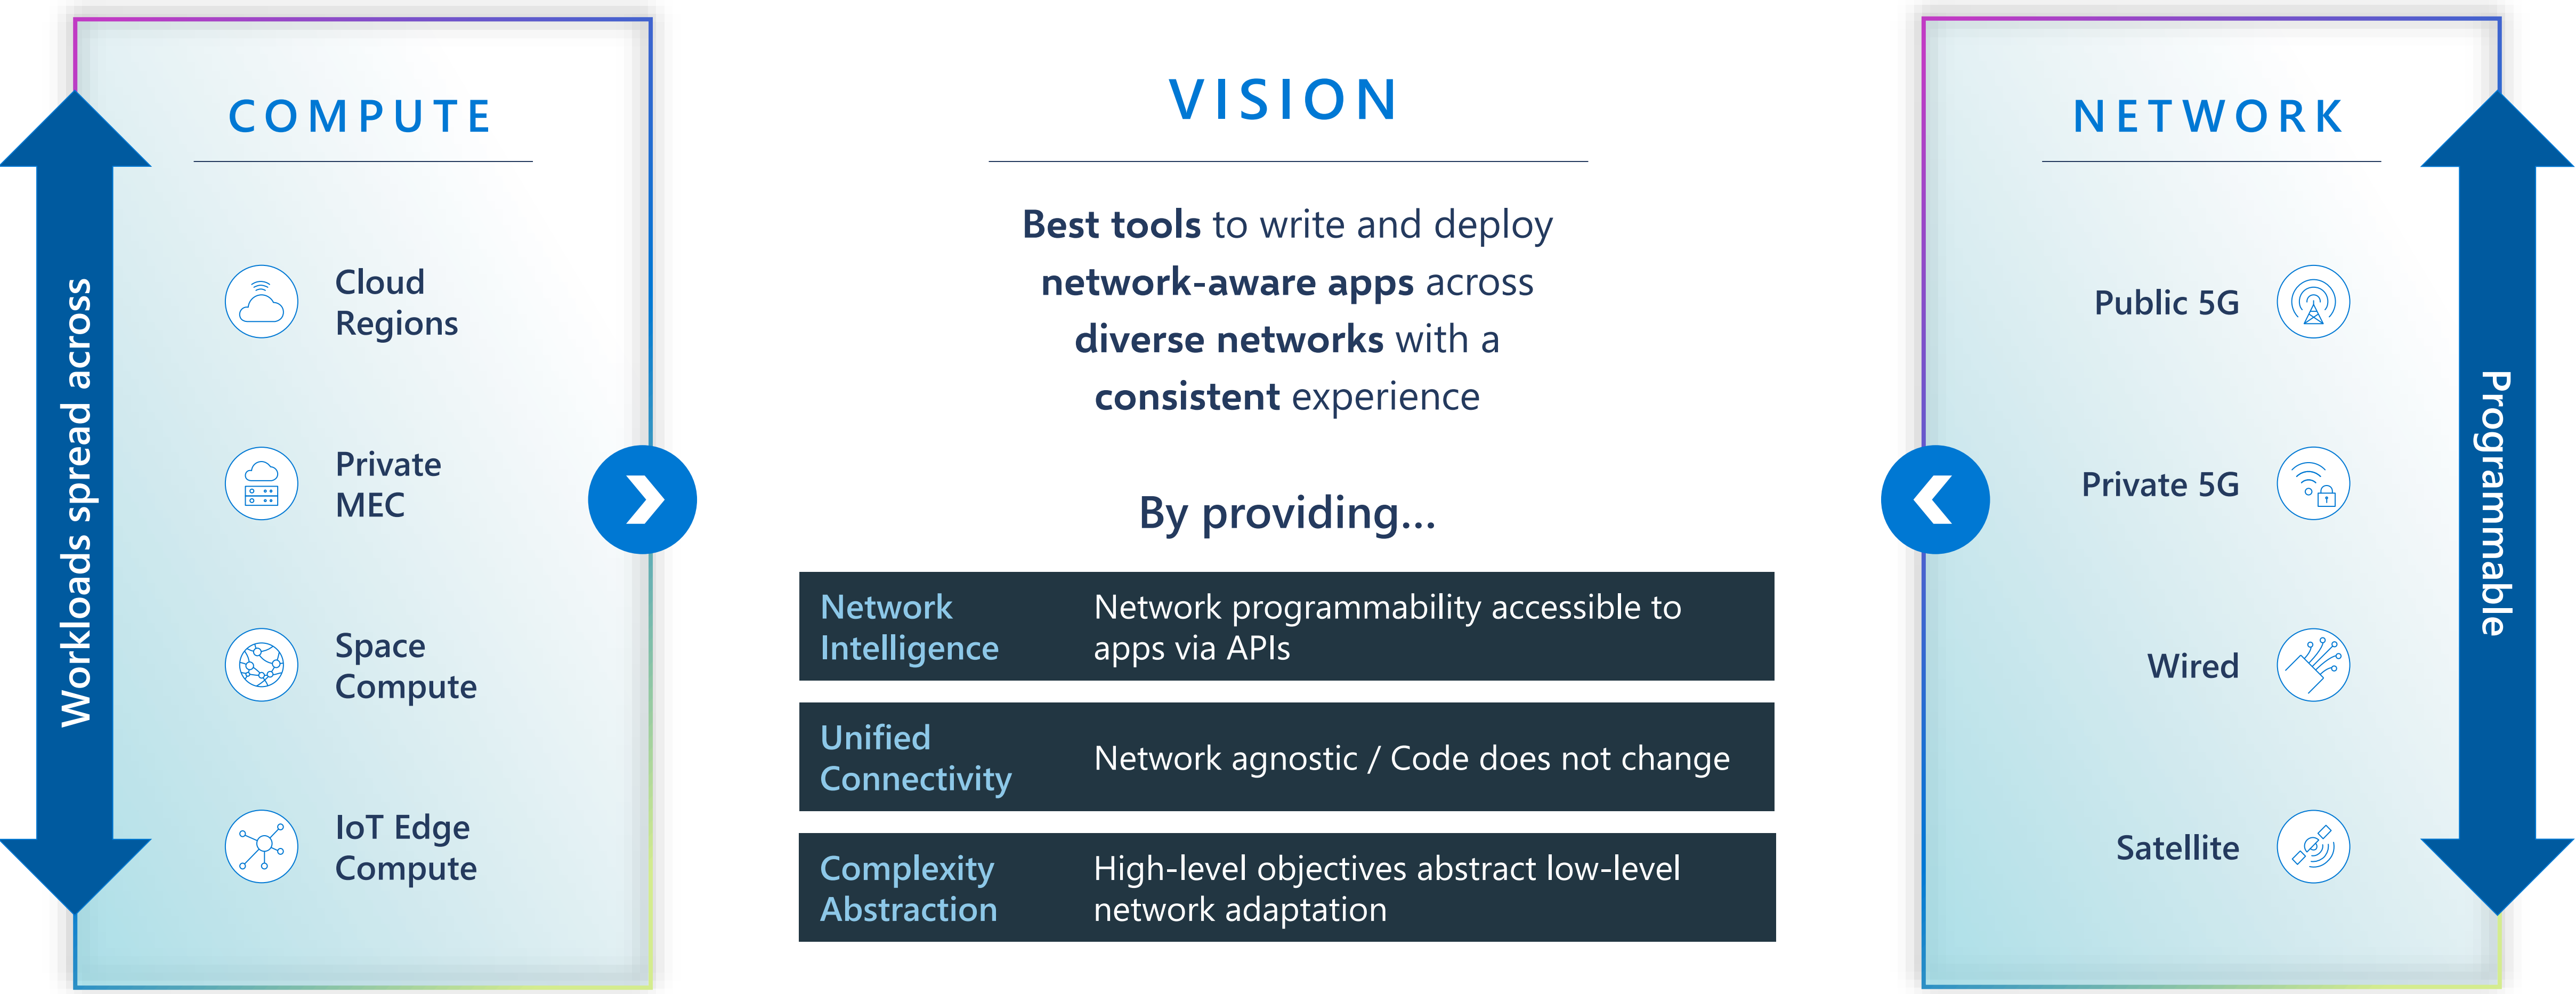 Workloads spread across
COMPUTE
Cloud
Regions
Private
MEC
Space
Compute
IoT Edge
Compute
VISION
Best tools to write and deploy
network-aware apps across
diverse networks with a
consistent experience
By providing...
Network
Intelligence
Network programmability accessible to
apps via APIs
Unified
Connectivity
Network agnostic / Code does not change
Complexity
Abstraction
High-level objectives abstract low-level
network adaptation
NETWORK
Public 5G
Private 5G
Wired
Satellite
Programmable